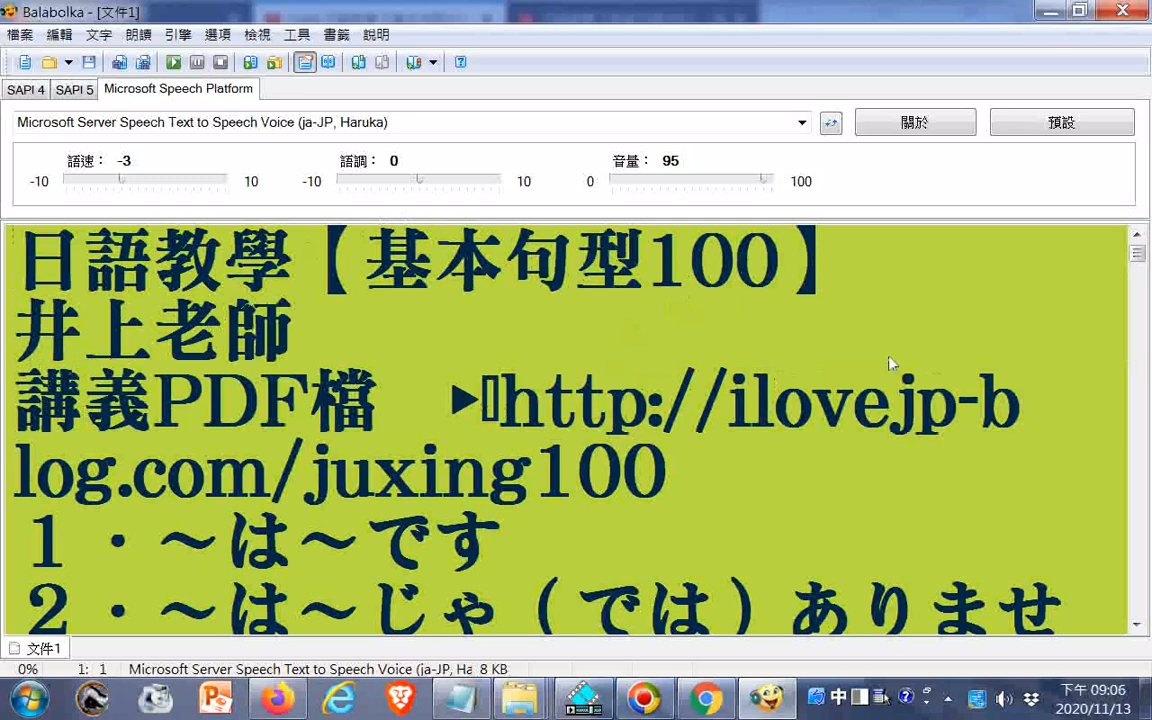 Balabolka - [文件1]
檔案 編輯 文字 朗讀 引擎 選項 檢視 工具 書籤 說明
SAPI 4 SAPI 5 Microsoft Speech Platform
Microsoft Server Speech Text to Speech Voice (ja-JP, Haruka) 關於 預設
語速： -3 語調： 0 音量： 95
-10 10 -10 10 0 100
日語教學【基本句型100】
井上老師
講義PDF檔 ▶http://ilovejp-b
log.com/juxing100
１・～は～です
２・～は～じゃ（では）ありませ
文件1
0% 1: 1 Microsoft Server Speech Text to Speech Voice (ja-JP, Ha 8 KB
中 下午 09:06
2020/11/13